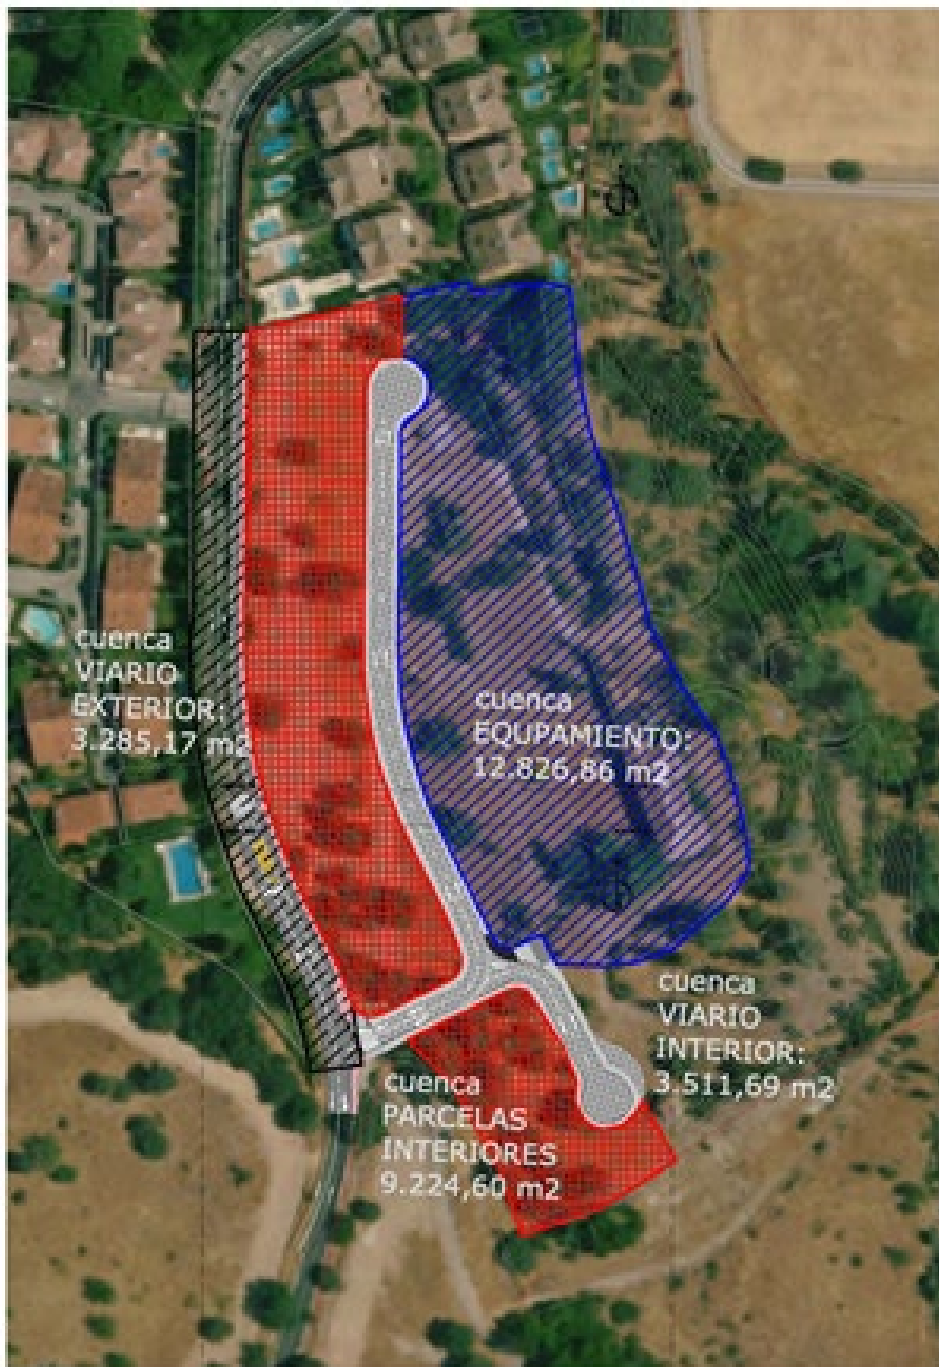 cuenca
VIARIO
EXTERIOR:
3.285,17 m2
cuenca
EQUPAMIENTO:
12.826,86 m2
cuenca
VIARIO
INTERIOR:
3.511,69 m2
cuenca
PARCELAS
INTERIORES
9.224,60 m2